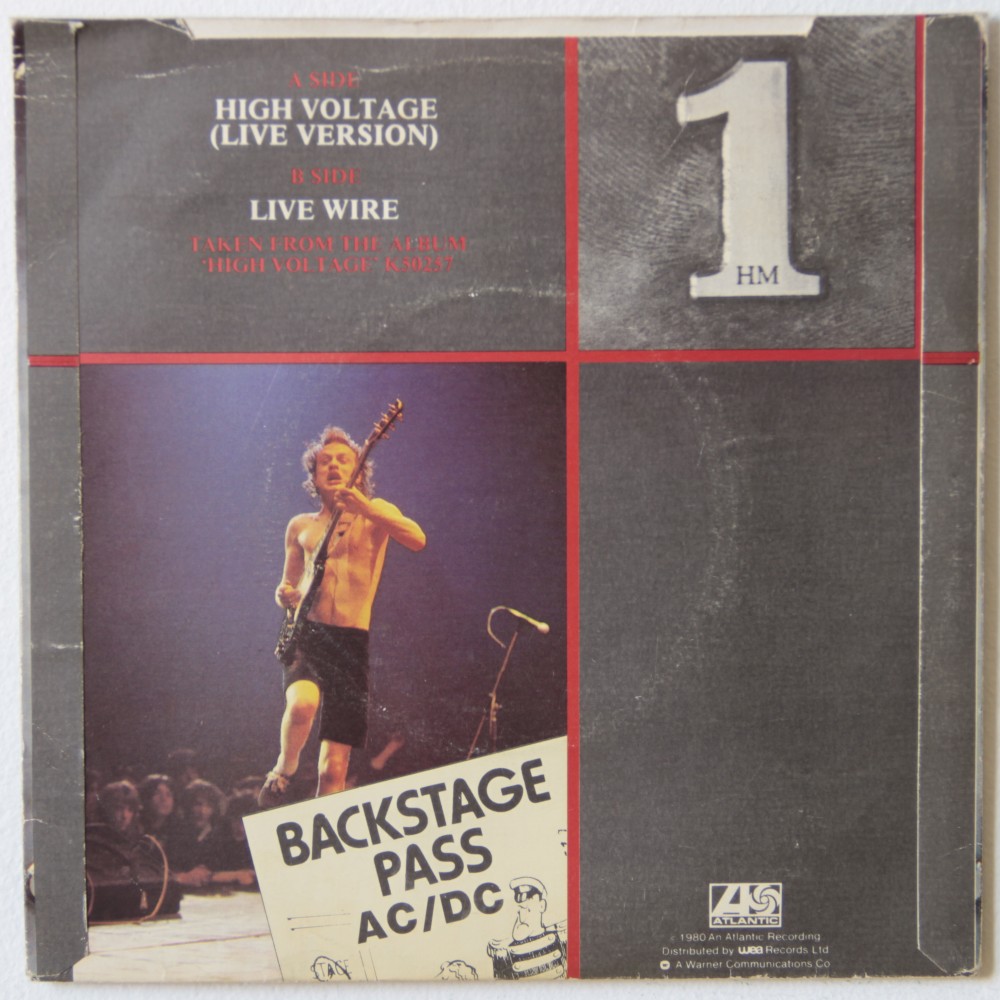 A SIDE
HIGH VOLTAGE
(LIVE VERSION)
B SIDE
LIVE WIRE
TAKEN FROM THE ALBUM
'HIGH VOLTAGE' K50257
1
HM
BACKSTAGE
PASS
AC/DC
ATLANTIC
© 1980 An Atlantic Recording
Distributed by wea Records Ltd
A Warner Communications Co